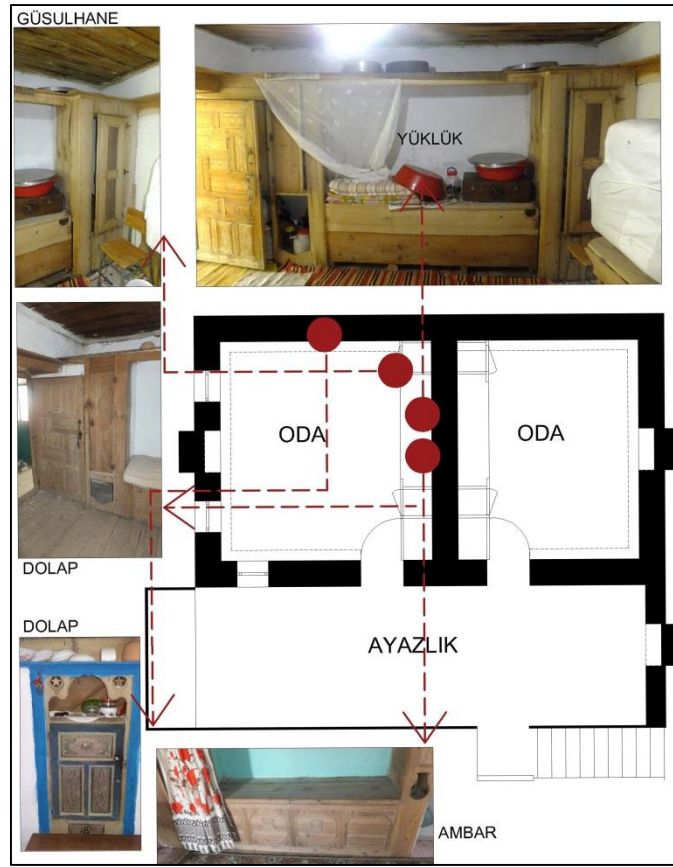 GÜSULHANE
YÜKLÜK
ODA
ODA
DOLAP
DOLAP
AYAZLIK
AMBAR